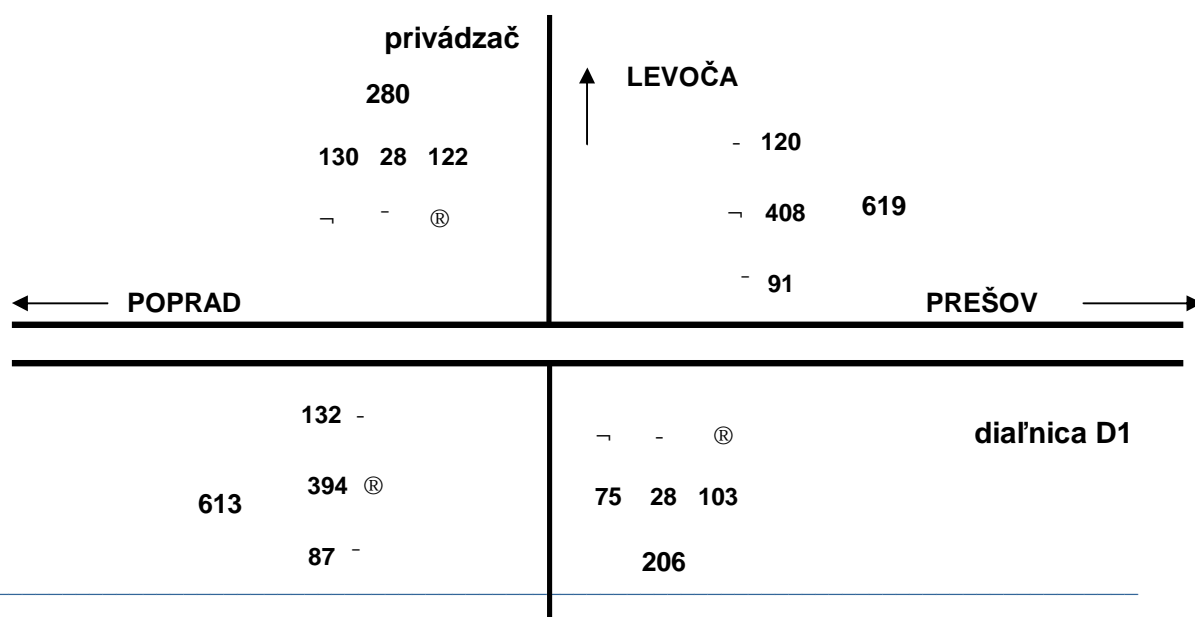 privádzač
LEVOČA
280
- 120
130 28 122
¬ 408 619
¬ ¯ ®
¯ 91
POPRAD PREŠOV
132 -
¬ - ® diaľnica D1
394 ®
613 75 28 103
87 ¯
206